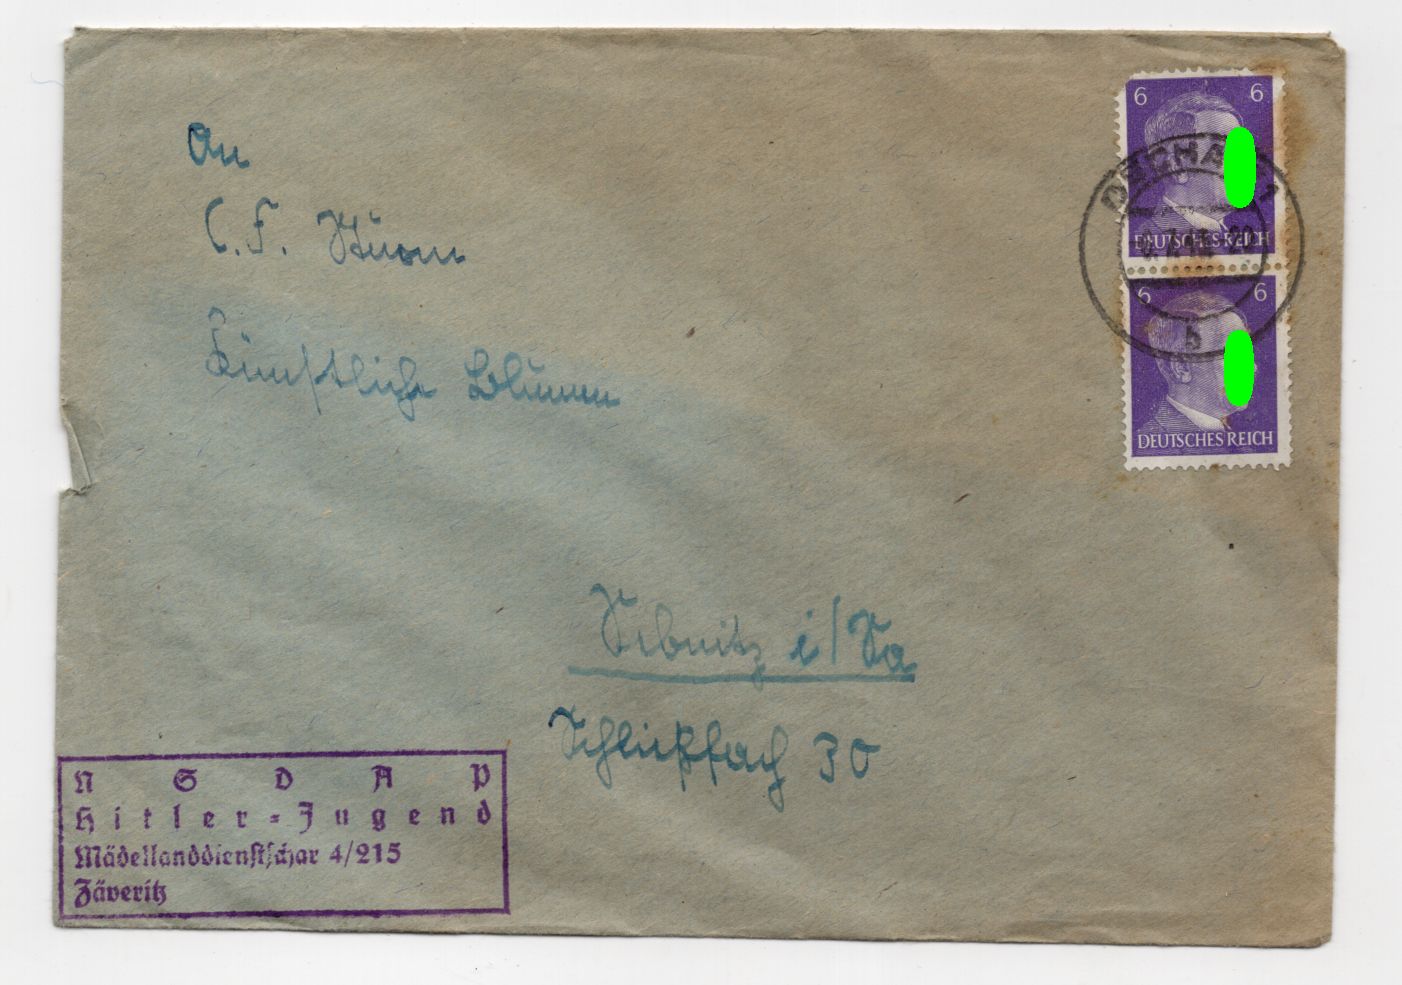 6 6
DEUTSCHES REICH
6 6
DEUTSCHES REICH
b
An
C. F. Sturm
Künstliche Blumen
Sebnitz i/Sa
Schließfach 30
N S D A P
Hitler-Jugend
Mädellanddienstschar 4/215
Zäveritz